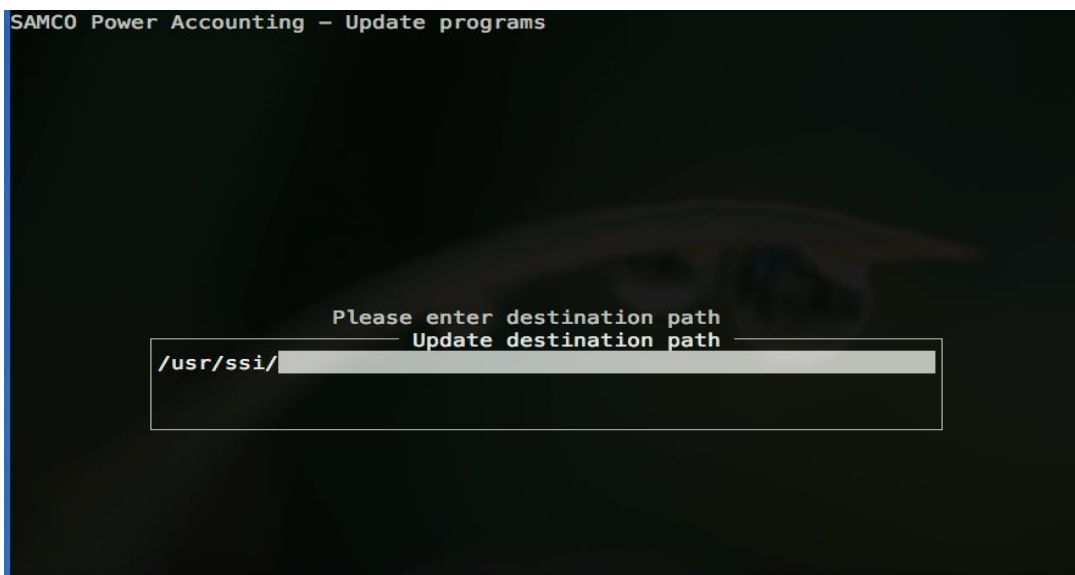 SAMCO Power Accounting – Update programs
Please enter destination path
Update destination path
/usr/ssi/